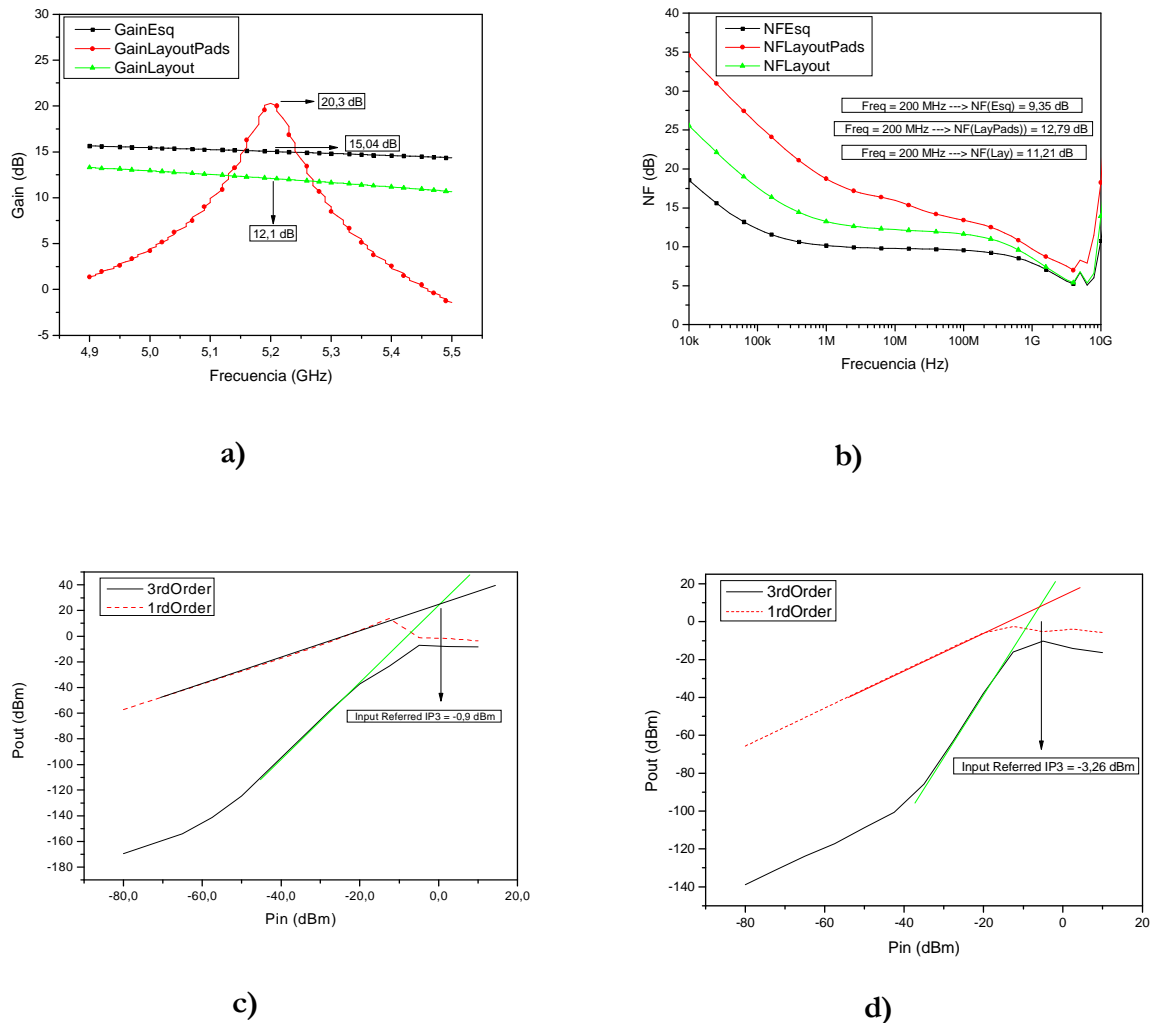 GainEsq
GainLayoutPads
GainLayout
30
25
20
15
10
5
0
-5
Gain (dB)
20,3 dB
15,04 dB
12,1 dB
4,9
5,0
5,1
5,2
5,3
5,4
5,5
Frecuencia (GHz)
a)
NFEsq
NFLayoutPads
NFLayout
40
35
30
25
20
15
10
5
0
NF (dB)
Freq = 200 MHz ---> NF(Esq) = 9,35 dB
Freq = 200 MHz ---> NF(LayPads)) = 12,79 dB
Freq = 200 MHz ---> NF(Lay) = 11,21 dB
10k
100k
1M
10M
100M
1G
10G
Frecuencia (Hz)
b)
3rdOrder
1rdOrder
40
20
0
-20
-40
-60
-80
-100
-120
-140
-160
-180
Pout (dBm)
Input Referred IP3 = -0,9 dBm
-80,0
-60,0
-40,0
-20,0
0,0
20,0
Pin (dBm)
c)
3rdOrder
1rdOrder
20
0
-20
-40
-60
-80
-100
-120
-140
Pout (dBm)
Input Referred IP3 = -3,26 dBm
-80
-60
-40
-20
0
20
Pin (dBm)
d)